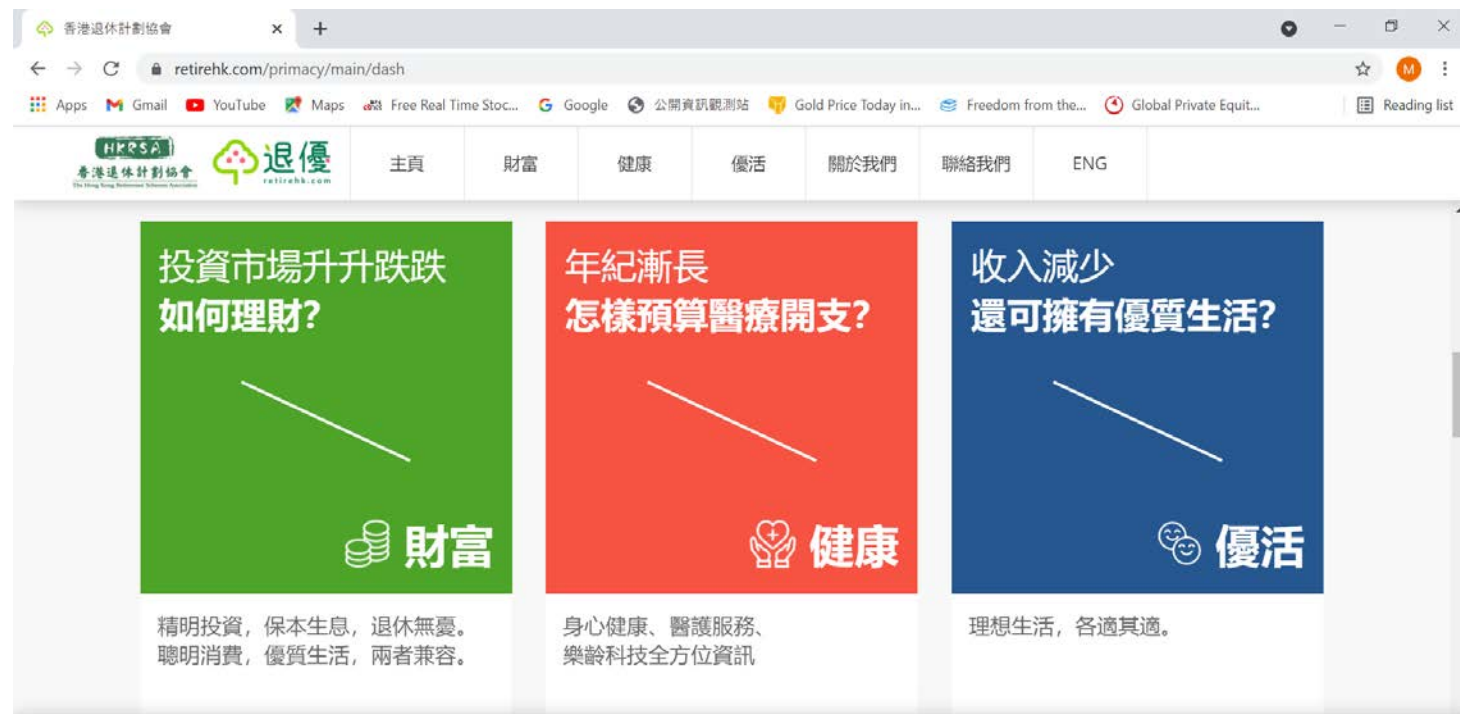 香港退休計劃協會
retirehk.com/primacy/main/dash
M
Apps Gmail YouTube Maps Free Real Time Stoc... Google 公開資訊觀測站 Gold Price Today in... Freedom from the... Global Private Equit... Reading list
HKRSA
香港退休計劃協會
The Hong Kong Retirement Schemes Association
退優
retirehk.com
主頁 財富 健康 優活 關於我們 聯絡我們 ENG
投資市場升升跌跌
如何理財?
財富
精明投資，保本生息，退休無憂。
聰明消費，優質生活，兩者兼容。
年紀漸長
怎樣預算醫療開支?
健康
身心健康、醫護服務、
樂齡科技全方位資訊
收入減少
還可擁有優質生活?
優活
理想生活，各適其適。